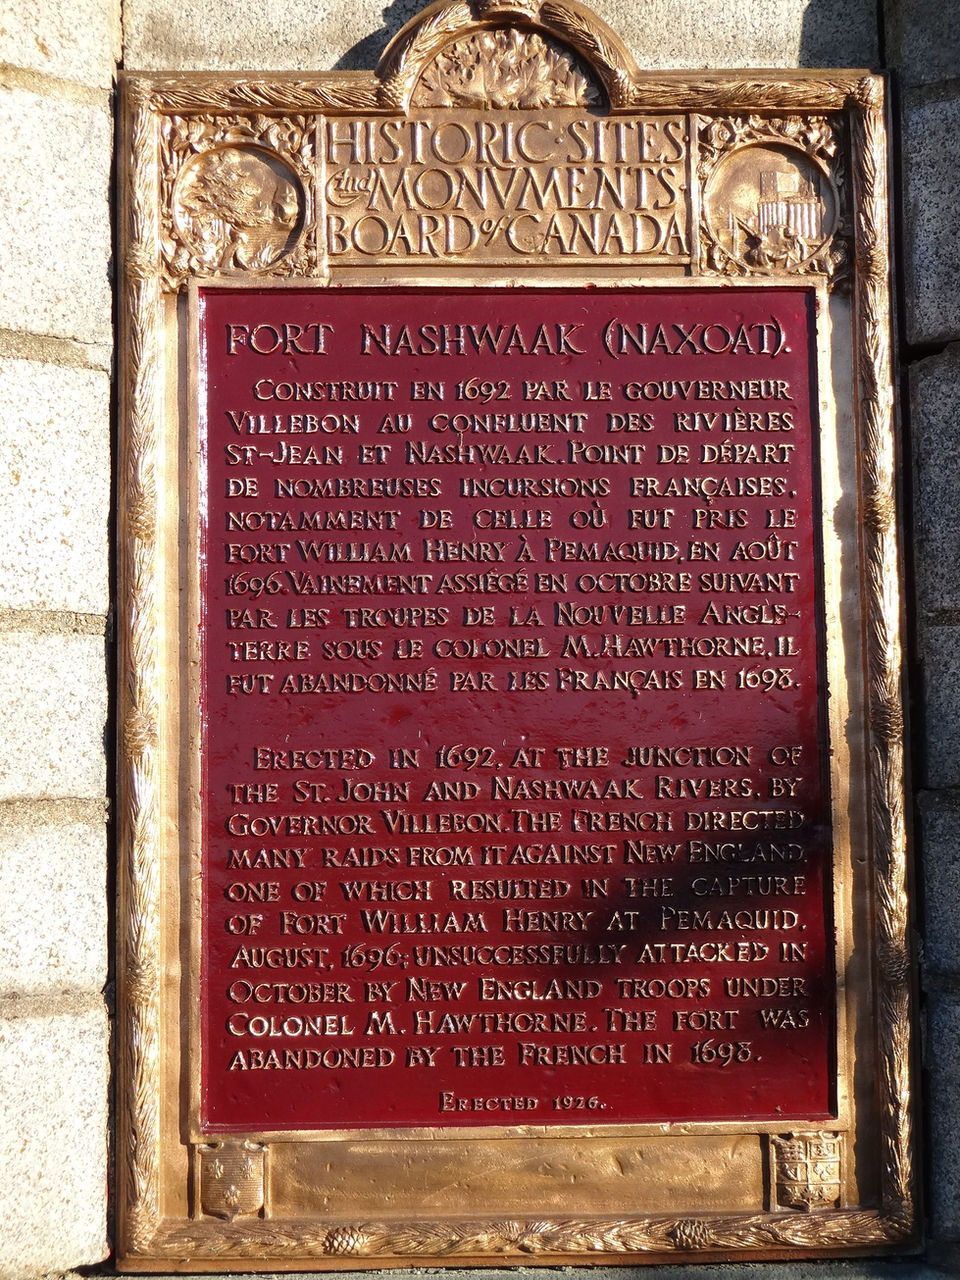 HISTORIC SITES
and MONVMENTS
BOARD of CANADA
FORT NASHWAAK (NAXOAT).
CONSTRUIT EN 1692 PAR LE GOUVERNEUR
VILLEBON AU CONFLUENT DES RIVIÈRES
ST-JEAN ET NASHWAAK. POINT DE DÉPART
DE NOMBREUSES INCURSIONS FRANÇAISES,
NOTAMMENT DE CELLE OÙ FUT PRIS LE
FORT WILLIAM HENRY À PEMAQUID, EN AOÛT
1696. VAINEMENT ASSIÉGÉ EN OCTOBRE SUIVANT
PAR LES TROUPES DE LA NOUVELLE ANGLE-
TERRE SOUS LE COLONEL M. HAWTHORNE, IL
FUT ABANDONNÉ PAR LES FRANÇAIS EN 1698.
ERECTED IN 1692, AT THE JUNCTION OF
THE ST. JOHN AND NASHWAAK RIVERS, BY
GOVERNOR VILLEBON. THE FRENCH DIRECTED
MANY RAIDS FROM IT AGAINST NEW ENGLAND,
ONE OF WHICH RESULTED IN THE CAPTURE
OF FORT WILLIAM HENRY AT PEMAQUID,
AUGUST, 1696; UNSUCCESSFULLY ATTACKED IN
OCTOBER BY NEW ENGLAND TROOPS UNDER
COLONEL M. HAWTHORNE. THE FORT WAS
ABANDONED BY THE FRENCH IN 1698.
ERECTED 1926.